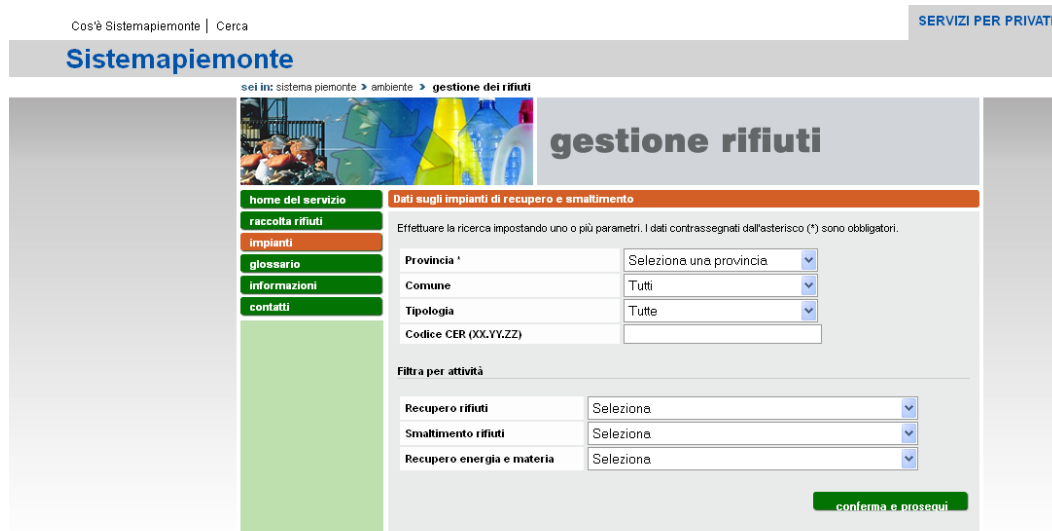 Cos'è Sistemapiemonte | Cerca
SERVIZI PER PRIVATI
Sistemapiemonte
sei in: sistema piemonte > ambiente > gestione dei rifiuti
gestione rifiuti
home del servizio
raccolta rifiuti
impianti
glossario
informazioni
contatti
Dati sugli impianti di recupero e smaltimento
Effettuare la ricerca impostando uno o più parametri. I dati contrassegnati dall'asterisco (*) sono obbligatori.
Provincia * Seleziona una provincia
Comune Tutti
Tipologia Tutte
Codice CER (XX.YY.ZZ)
Filtra per attività
Recupero rifiuti Seleziona
Smaltimento rifiuti Seleziona
Recupero energia e materia Seleziona
conferma e prosegui